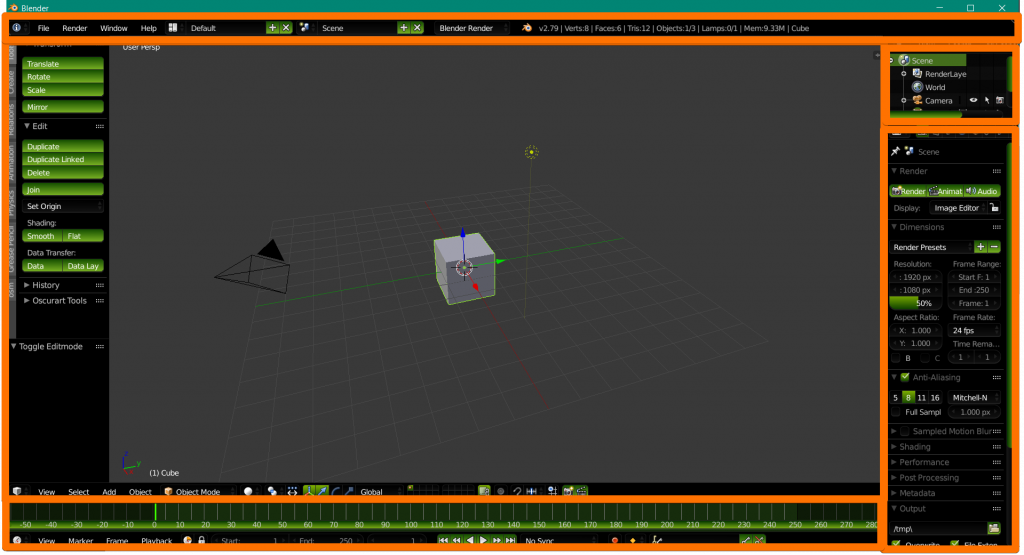 Blender
File Render Window Help Default Scene Blender Render v2.79 | Verts:8 | Faces:6 | Tris:12 | Objects:1/3 | Lamps:0/1 | Mem:9.33M | Cube
User Persp
Transform
Translate
Rotate
Scale
Mirror
Edit
Duplicate
Duplicate Linked
Delete
Join
Set Origin
Shading:
Smooth Flat
Data Transfer:
Data Data Lay
History
Oscurart Tools
Toggle Editmode
Create
Relations
Animation
Physics
Grease Pencil
(1) Cube
View Select Add Object Object Mode Global
-50 -40 -30 -20 -10 0 10 20 30 40 50 60 70 80 90 100 110 120 130 140 150 160 170 180 190 200 210 220 230 240 250 260 270 280
View Marker Frame Playback Start: 1 End: 250 1 No Sync
Scene
RenderLaye
World
Camera
Scene
Render
Render Animat Audio
Display: Image Editor
Dimensions
Render Presets
Resolution: Frame Range:
: 1920 px Start F: 1
: 1080 px End :250
50% Frame: 1
Aspect Ratio: Frame Rate:
X: 1.000 24 fps
Y: 1.000 Time Rema...
B C 1 1
Anti-Aliasing
5 8 11 16 Mitchell-N
Full Sampl 1.000 px
Sampled Motion Blur
Shading
Performance
Post Processing
Metadata
Output
/tmp\
Overwrite File Exten